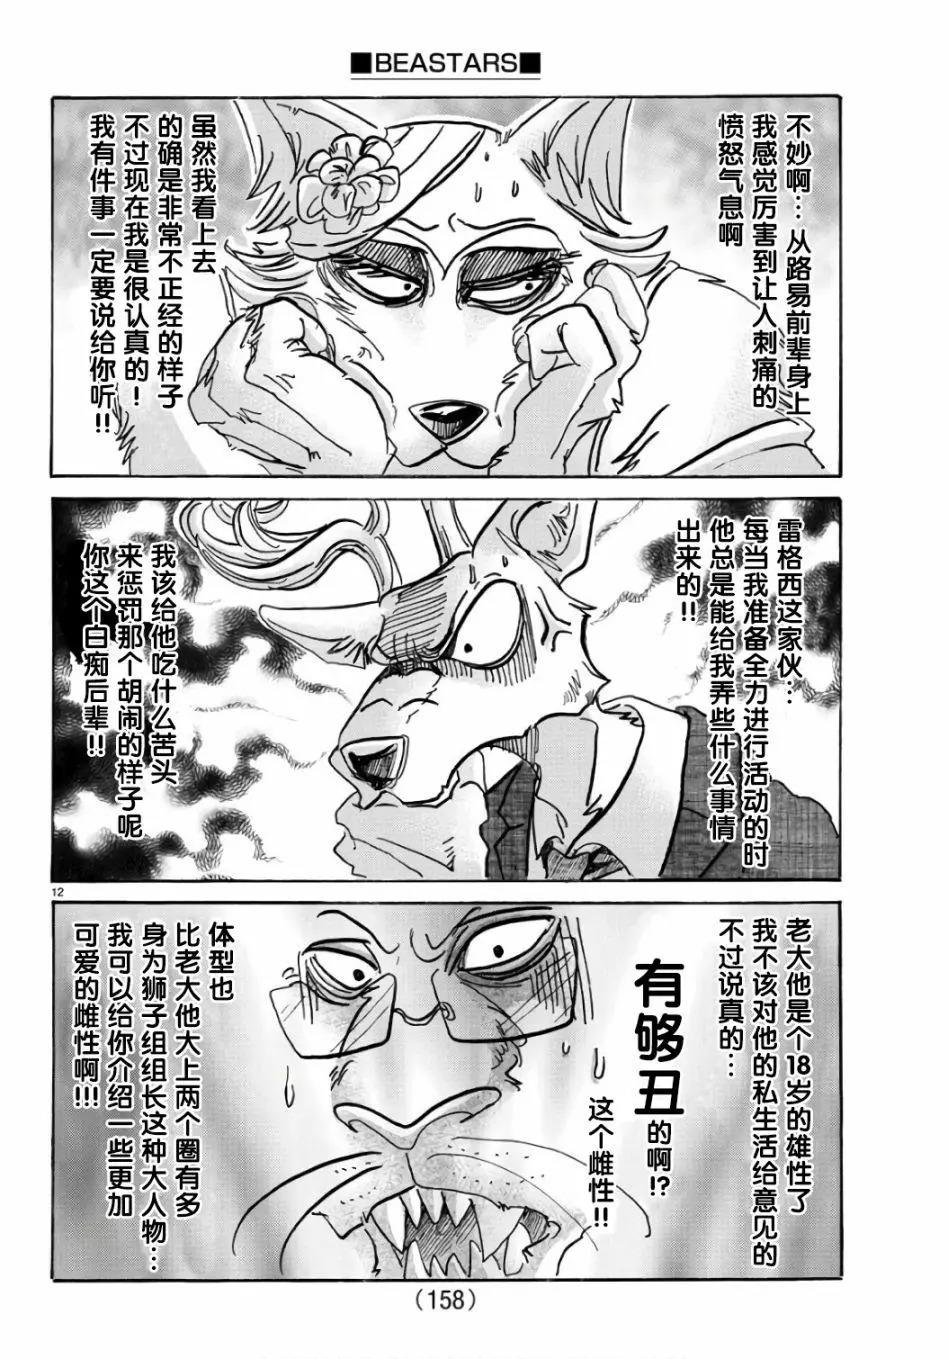 ■BEASTARS■
不妙啊…从路易前辈身上
我感觉厉害到让人刺痛的
愤怒气息啊
虽然我看上去
的确是非常不正经的样子
不过现在我是很认真的！
我有件事一定要说给你听!!
雷格西这家伙…
每当我准备全力进行活动的时
他总是能给我弄些什么事情
出来的!!
我该给他吃什么苦头
来惩罚那个胡闹的样子呢
你这个白痴后辈!!
12
老大他是个18岁的雄性了
我不该对他的私生活给意见的
不过说真的…
有够丑的啊!?
这个雌性!!
体型也
比老大他大上两个圈有多
身为狮子组组长这种大人物…
我可以给你介绍一些更加
可爱的雌性啊!!!
（158）